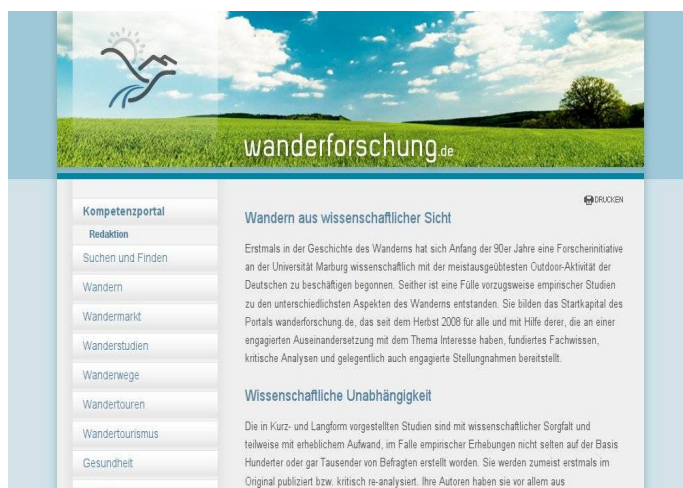 wanderforschung.de
DRUCKEN
Kompetenzportal
Redaktion
Suchen und Finden
Wandern
Wandermarkt
Wanderstudien
Wanderwege
Wandertouren
Wandertourismus
Gesundheit
Wandern aus wissenschaftlicher Sicht
Erstmals in der Geschichte des Wanderns hat sich Anfang der 90er Jahre eine Forscherinitiative
an der Universität Marburg wissenschaftlich mit der meistausgeübtesten Outdoor-Aktivität der
Deutschen zu beschäftigen begonnen. Seither ist eine Fülle vorzugsweise empirischer Studien
zu den unterschiedlichsten Aspekten des Wanderns entstanden. Sie bilden das Startkapital des
Portals wanderforschung.de, das seit dem Herbst 2008 für alle und mit Hilfe derer, die an einer
engagierten Auseinandersetzung mit dem Thema Interesse haben, fundiertes Fachwissen,
kritische Analysen und gelegentlich auch engagierte Stellungnahmen bereitstellt.
Wissenschaftliche Unabhängigkeit
Die in Kurz- und Langform vorgestellten Studien sind mit wissenschaftlicher Sorgfalt und
teilweise mit erheblichem Aufwand, im Falle empirischer Erhebungen nicht selten auf der Basis
Hunderter oder gar Tausender von Befragten erstellt worden. Sie werden zumeist erstmals im
Original publiziert bzw. kritisch re-analysiert. Ihre Autoren haben sie vor allem aus